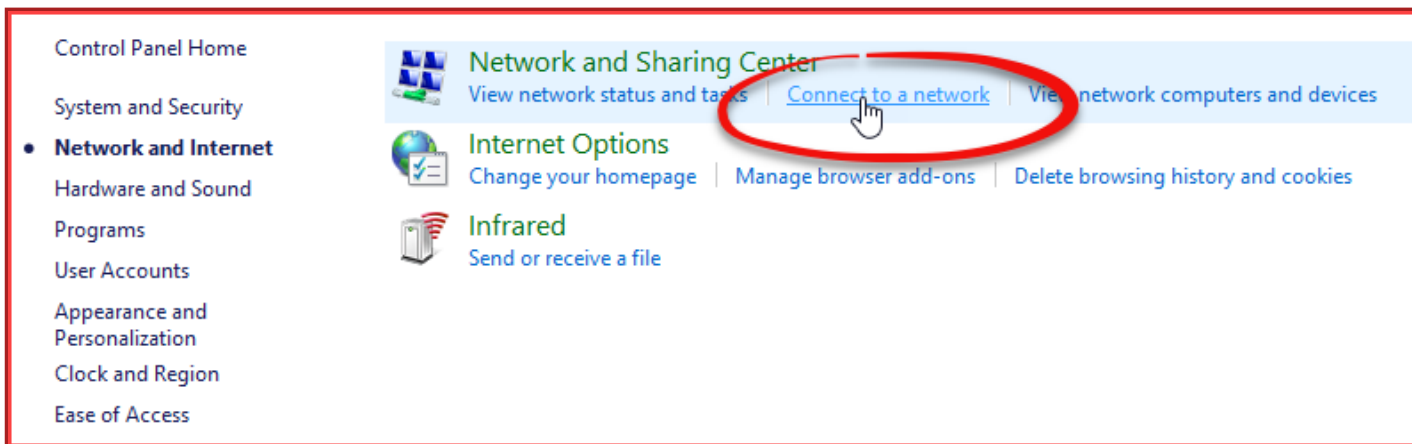 Control Panel Home
System and Security
Network and Internet
Hardware and Sound
Programs
User Accounts
Appearance and
Personalization
Clock and Region
Ease of Access
Network and Sharing Center
View network status and tasks Connect to a network View network computers and devices
Internet Options
Change your homepage Manage browser add-ons Delete browsing history and cookies
Infrared
Send or receive a file